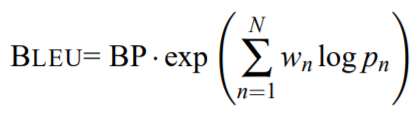 BLEU= BP · exp ( ∑_{n=1}^{N} w_n log p_n )